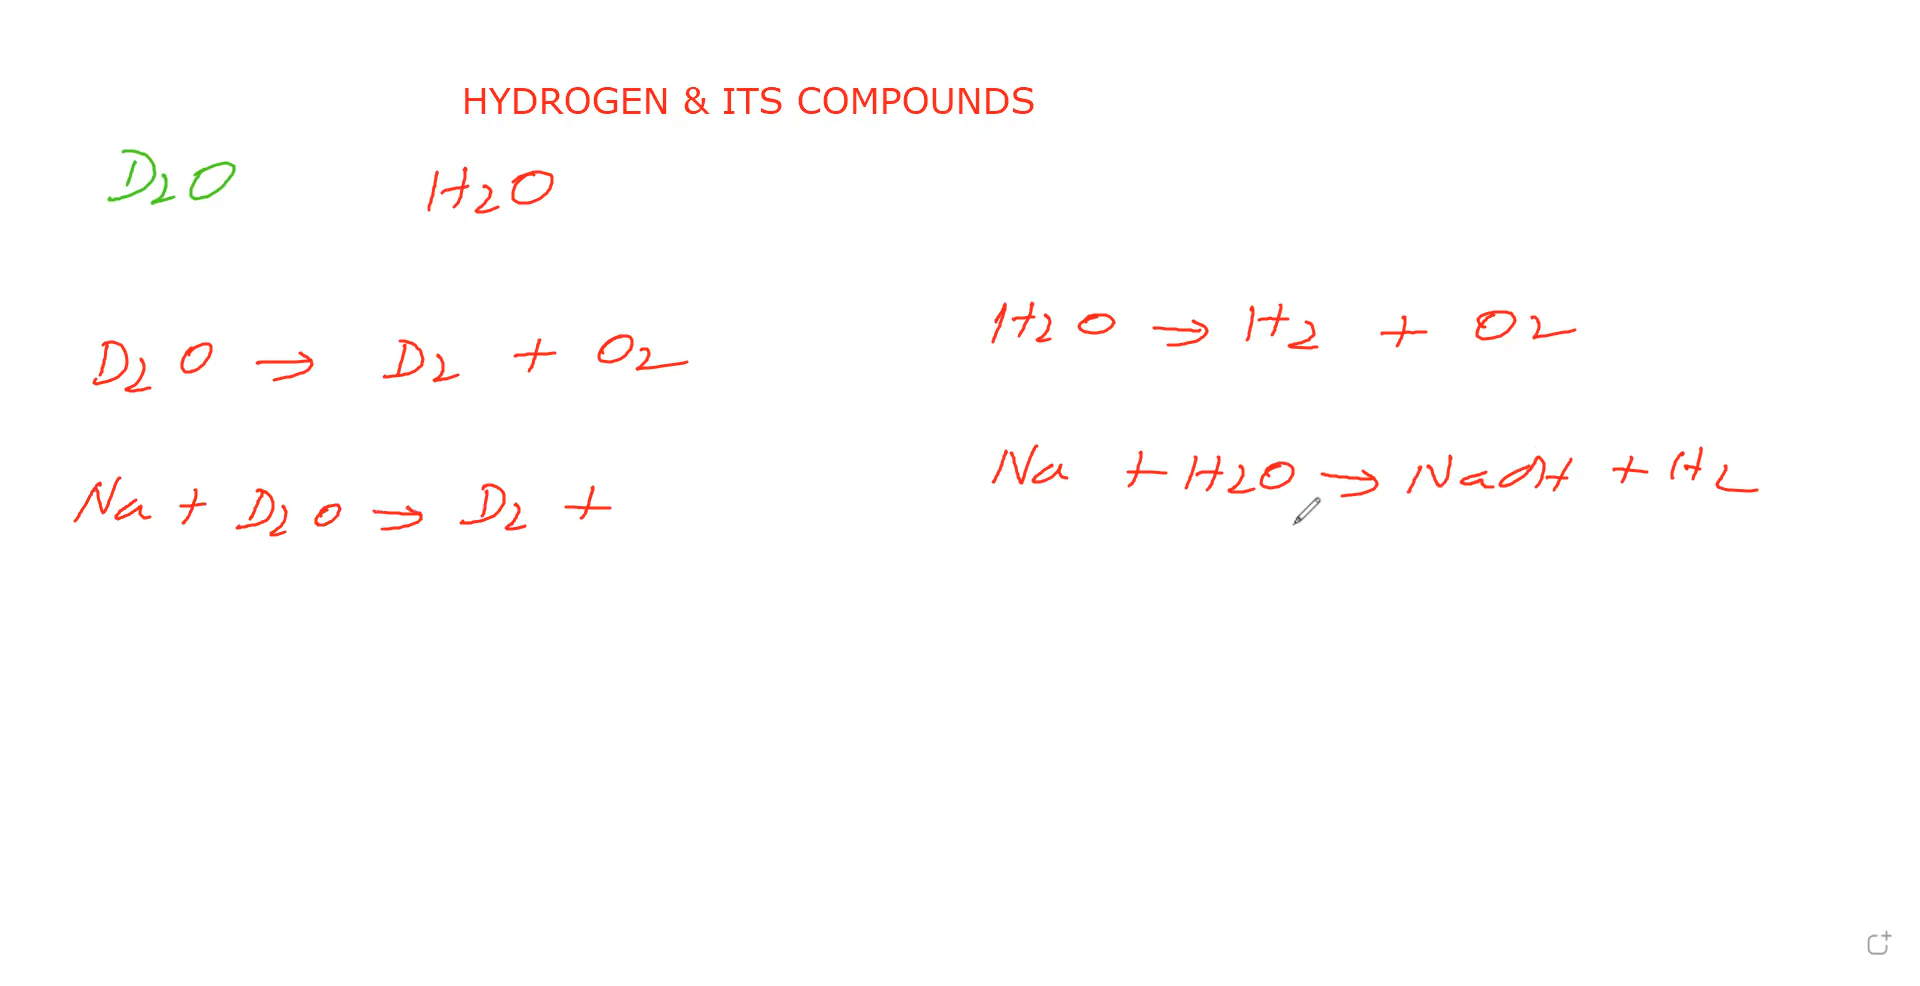 HYDROGEN & ITS COMPOUNDS
D2O H2O
D2O → D2 + O2
H2O → H2 + O2
Na + D2O → D2 +
Na + H2O → NaOH + H2